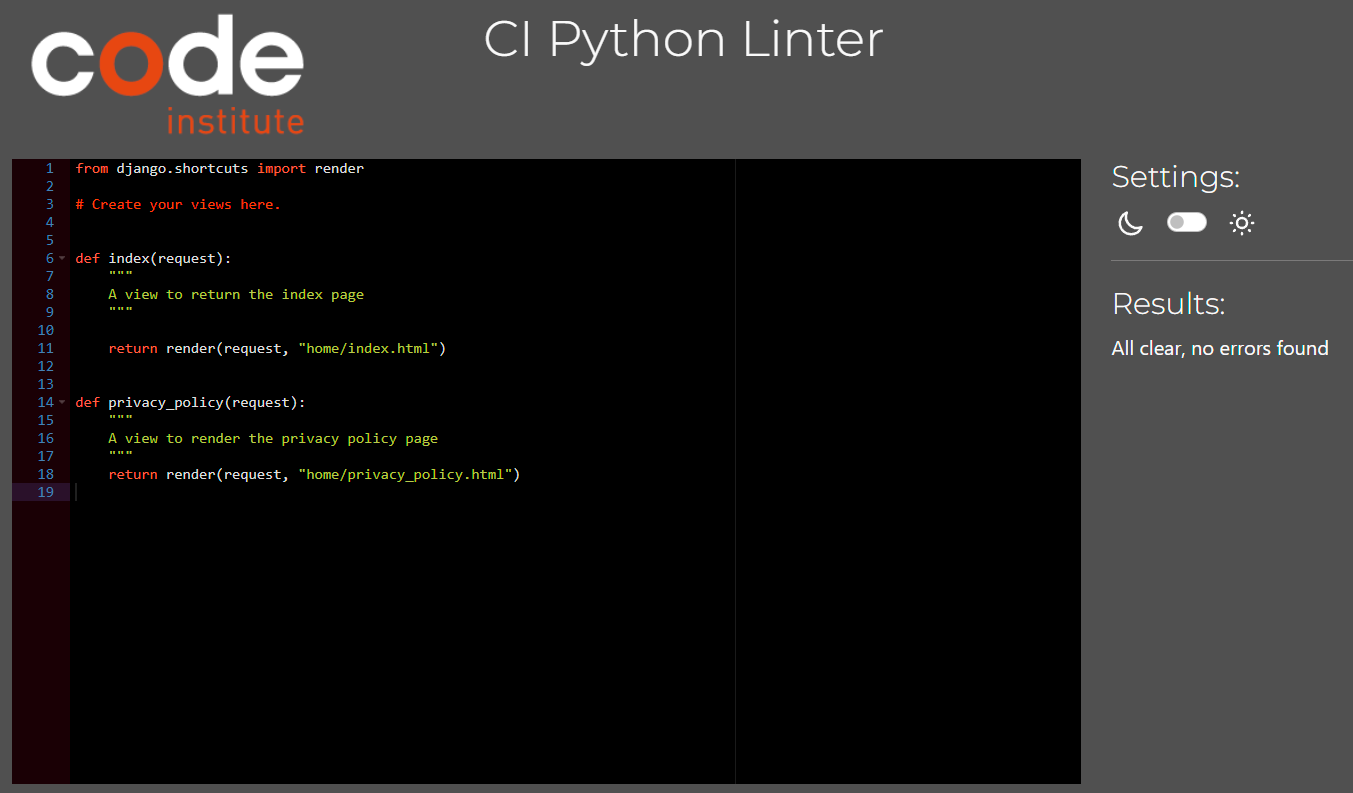 code
institute
CI Python Linter
1 from django.shortcuts import render
2
3 # Create your views here.
4
5
6 def index(request):
7     """
8     A view to return the index page
9     """
10
11     return render(request, "home/index.html")
12
13
14 def privacy_policy(request):
15     """
16     A view to render the privacy policy page
17     """
18     return render(request, "home/privacy_policy.html")
19
Settings:
Results:
All clear, no errors found